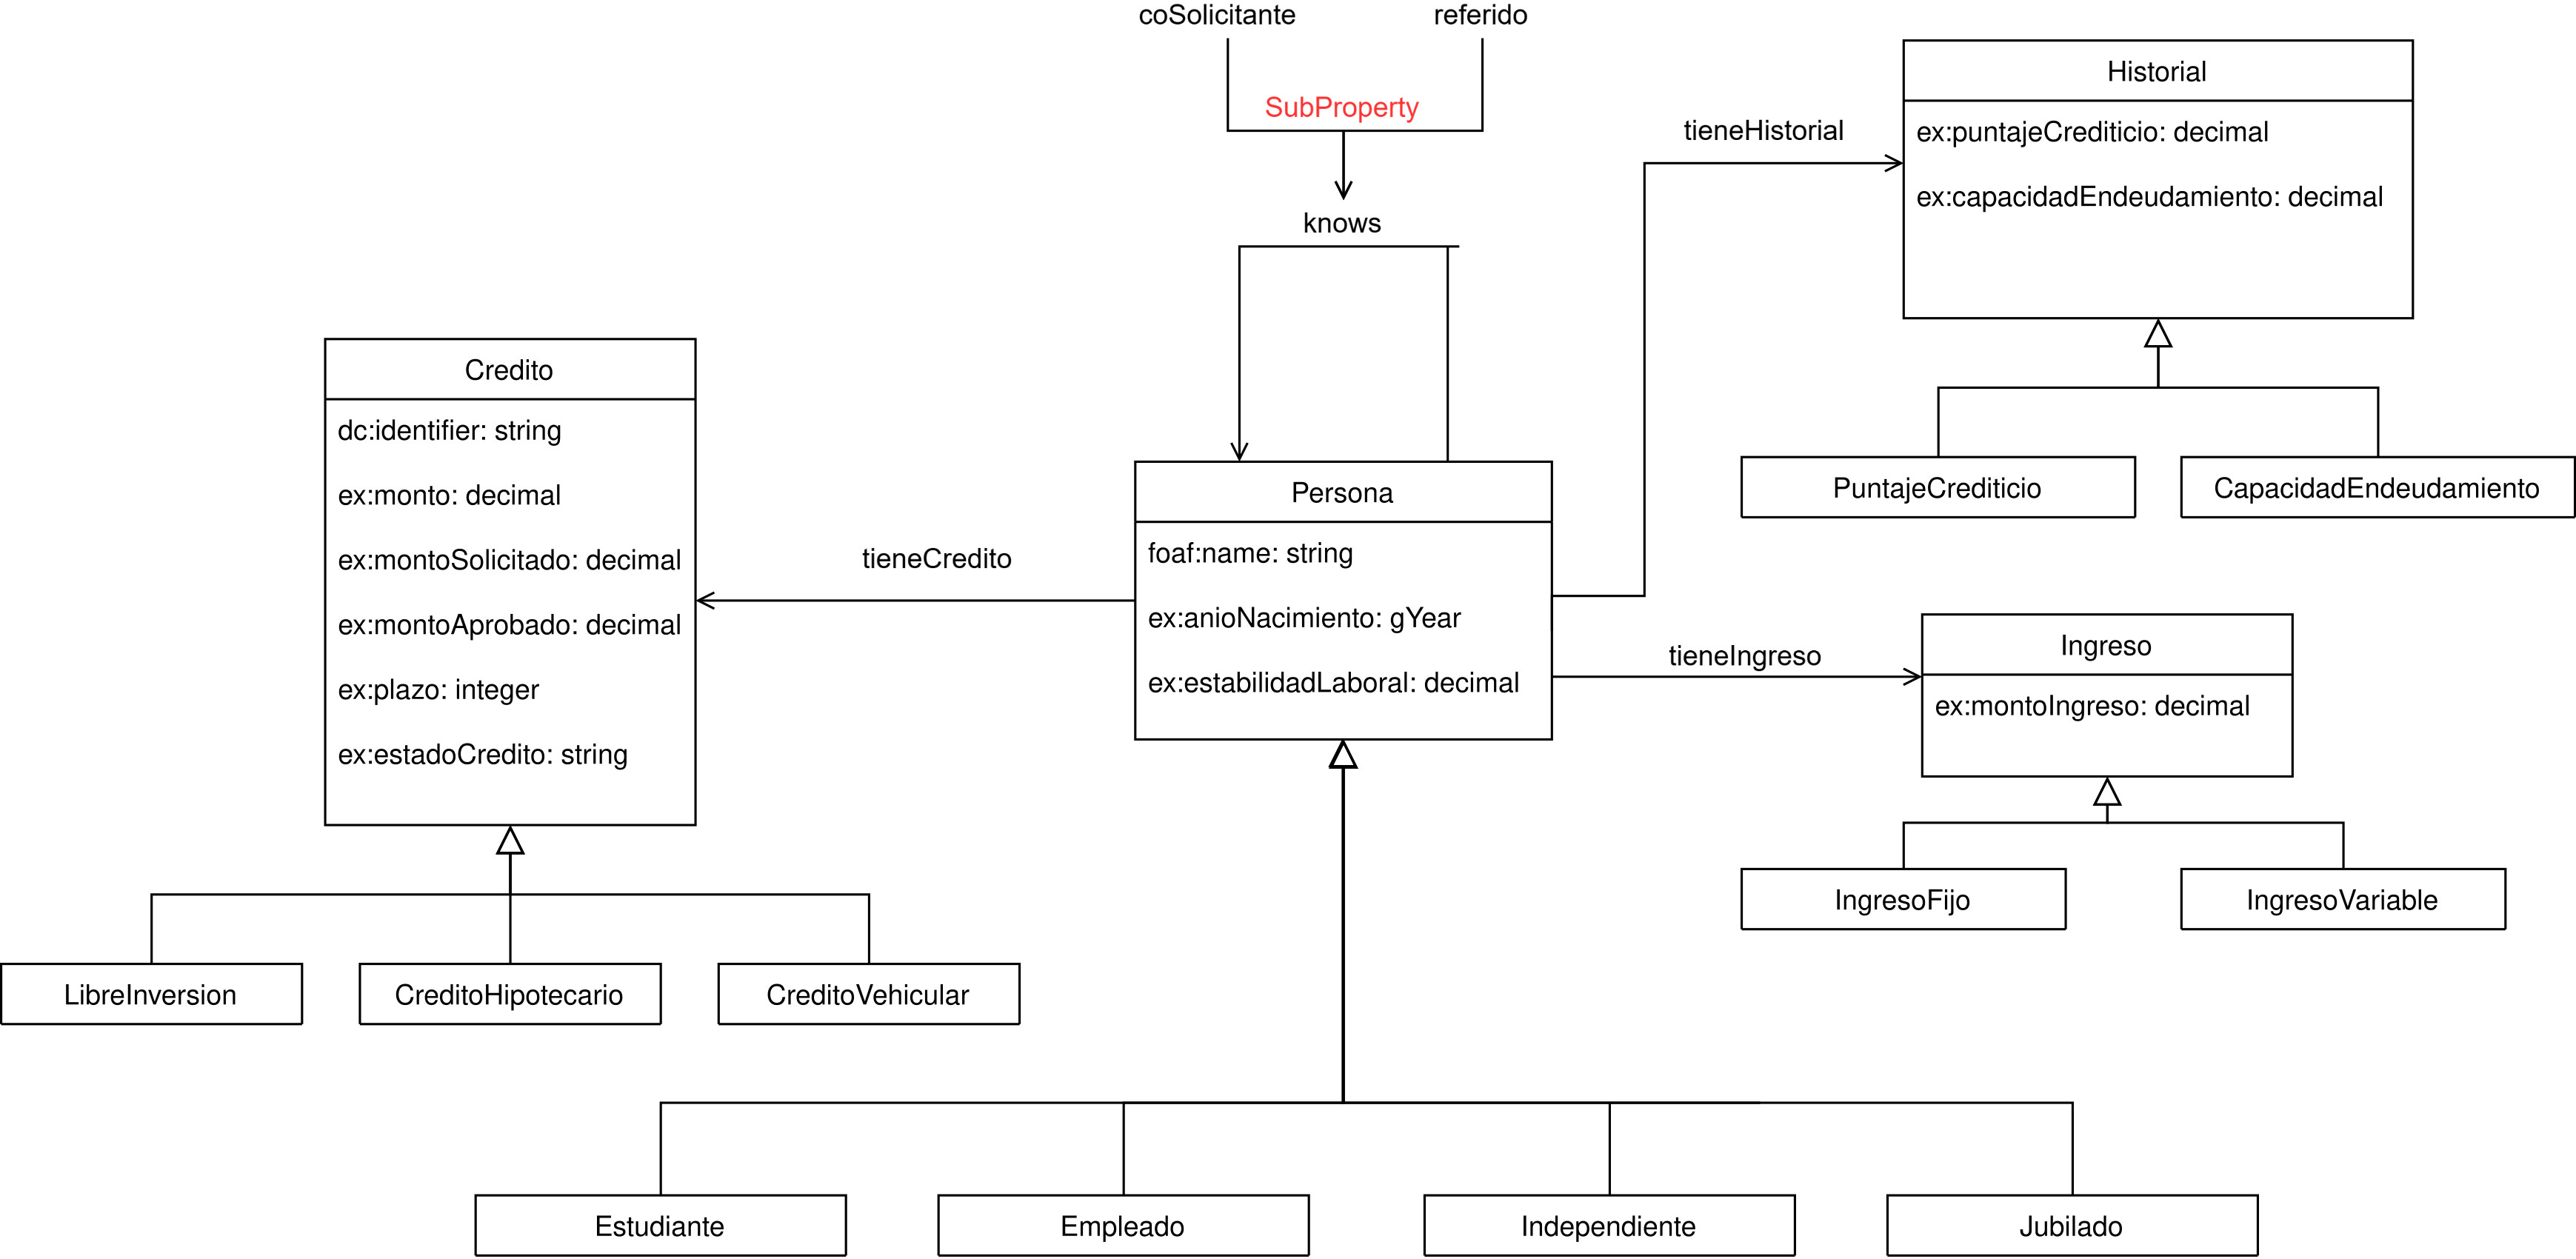 coSolicitante
referido
SubProperty
knows
tieneHistorial
Historial
ex:puntajeCrediticio: decimal
ex:capacidadEndeudamiento: decimal
PuntajeCrediticio
CapacidadEndeudamiento
Credito
dc:identifier: string
ex:monto: decimal
ex:montoSolicitado: decimal
ex:montoAprobado: decimal
ex:plazo: integer
ex:estadoCredito: string
tieneCredito
Persona
foaf:name: string
ex:anioNacimiento: gYear
ex:estabilidadLaboral: decimal
tieneIngreso
Ingreso
ex:montoIngreso: decimal
IngresoFijo
IngresoVariable
LibreInversion
CreditoHipotecario
CreditoVehicular
Estudiante
Empleado
Independiente
Jubilado